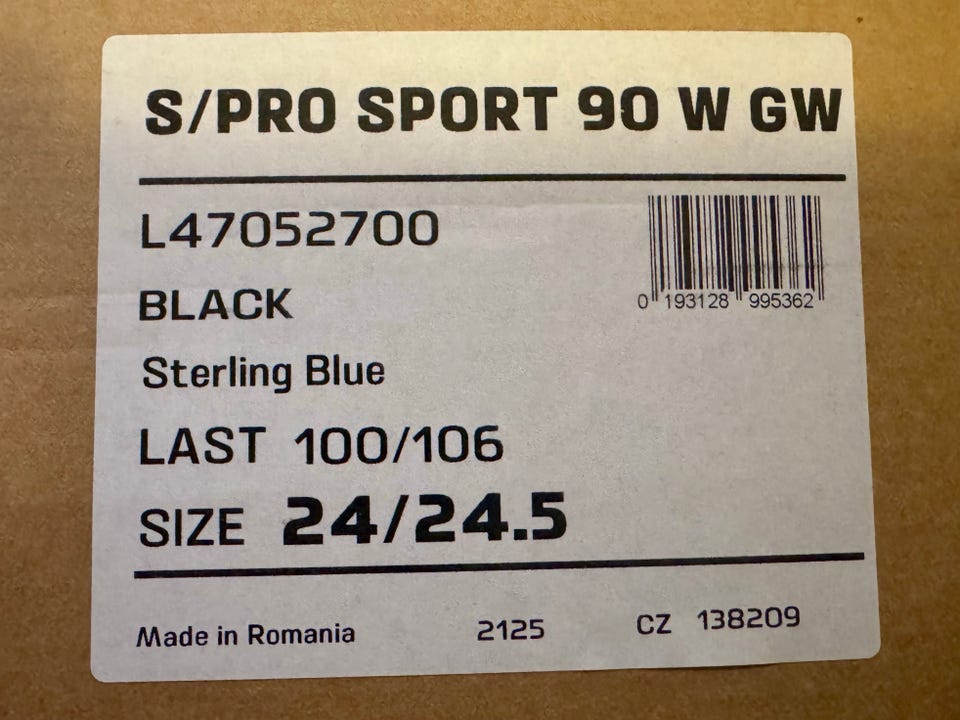 S/PRO SPORT 90 W GW
L47052700
0 193128 995362
BLACK
Sterling Blue
LAST 100/106
SIZE 24/24.5
Made in Romania 2125 CZ 138209